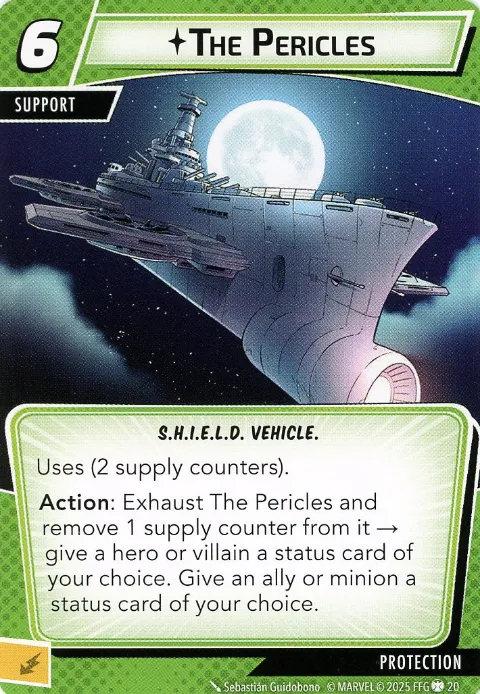 6
THE PERICLES
SUPPORT
S.H.I.E.L.D. VEHICLE.
Uses (2 supply counters).
Action: Exhaust The Pericles and
remove 1 supply counter from it →
give a hero or villain a status card of
your choice. Give an ally or minion a
status card of your choice.
PROTECTION
Sebastián Guidobono © MARVEL © 2025 FFG 20